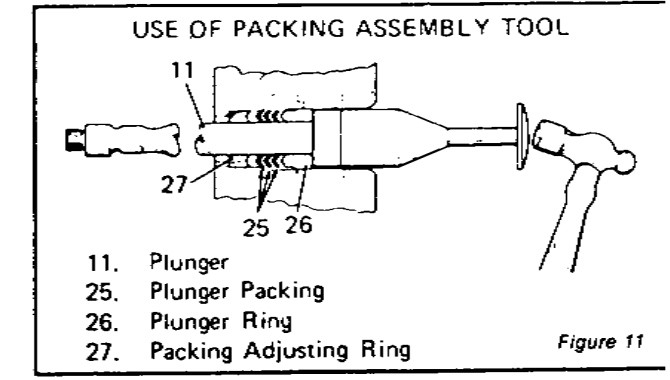 USE OF PACKING ASSEMBLY TOOL
11
27
25 26
11. Plunger
25. Plunger Packing
26. Plunger Ring
27. Packing Adjusting Ring
Figure 11